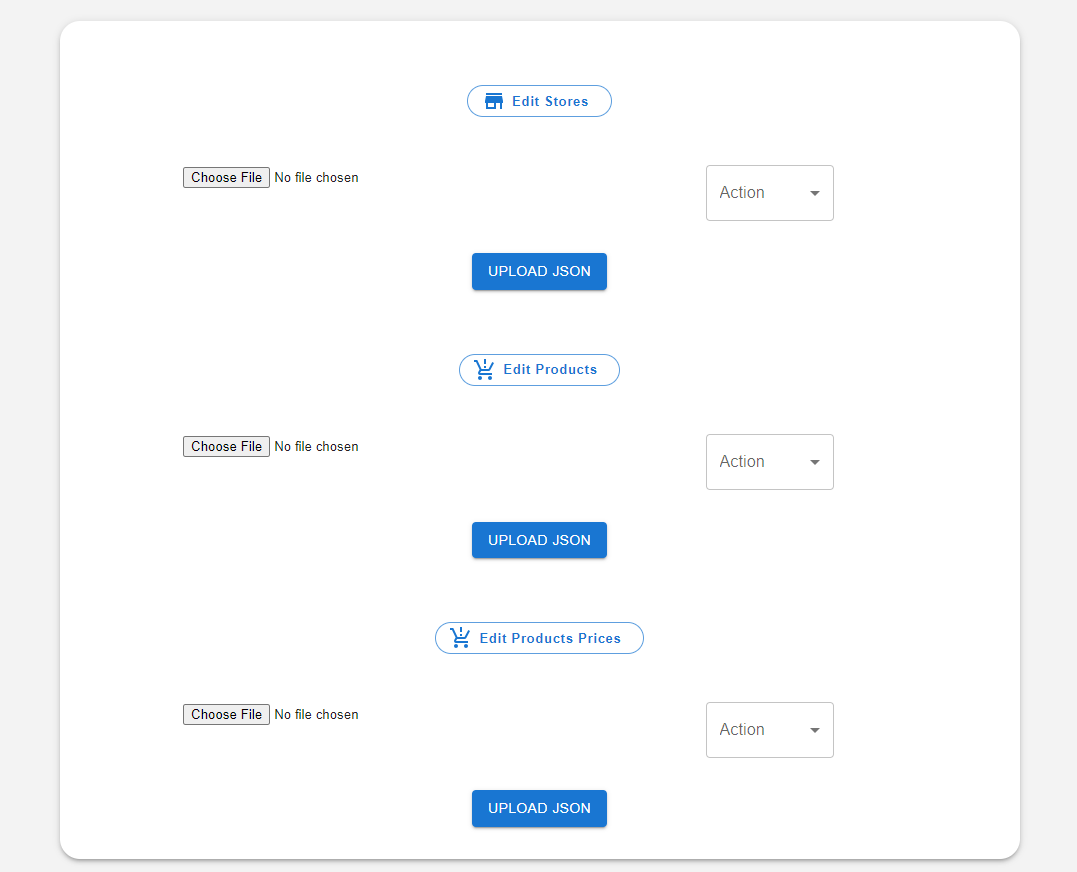 Edit Stores
Choose File No file chosen
Action
UPLOAD JSON
Edit Products
Choose File No file chosen
Action
UPLOAD JSON
Edit Products Prices
Choose File No file chosen
Action
UPLOAD JSON